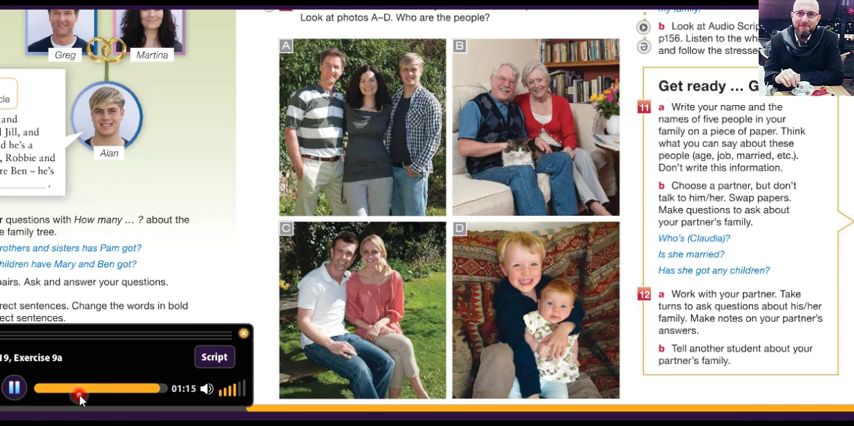 Look at photos A–D. Who are the people?
Greg
Martina
cle
and
d Jill, and
d he's a
, Robbie and
re Ben – he's
.
Alan
r questions with How many ... ? about the
e family tree.
rothers and sisters has Pam got?
hildren have Mary and Ben got?
pairs. Ask and answer your questions.
rrect sentences. Change the words in bold
ect sentences.
19, Exercise 9a
Script
01:15
A
B
C
D
my family.
b Look at Audio Scrip
p156. Listen to the wh
and follow the stresse
Get ready ... G
11 a Write your name and the
names of five people in your
family on a piece of paper. Think
what you can say about these
people (age, job, married, etc.).
Don't write this information.
b Choose a partner, but don't
talk to him/her. Swap papers.
Make questions to ask about
your partner's family.
Who's (Claudia)?
Is she married?
Has she got any children?
12 a Work with your partner. Take
turns to ask questions about his/her
family. Make notes on your partner's
answers.
b Tell another student about your
partner's family.